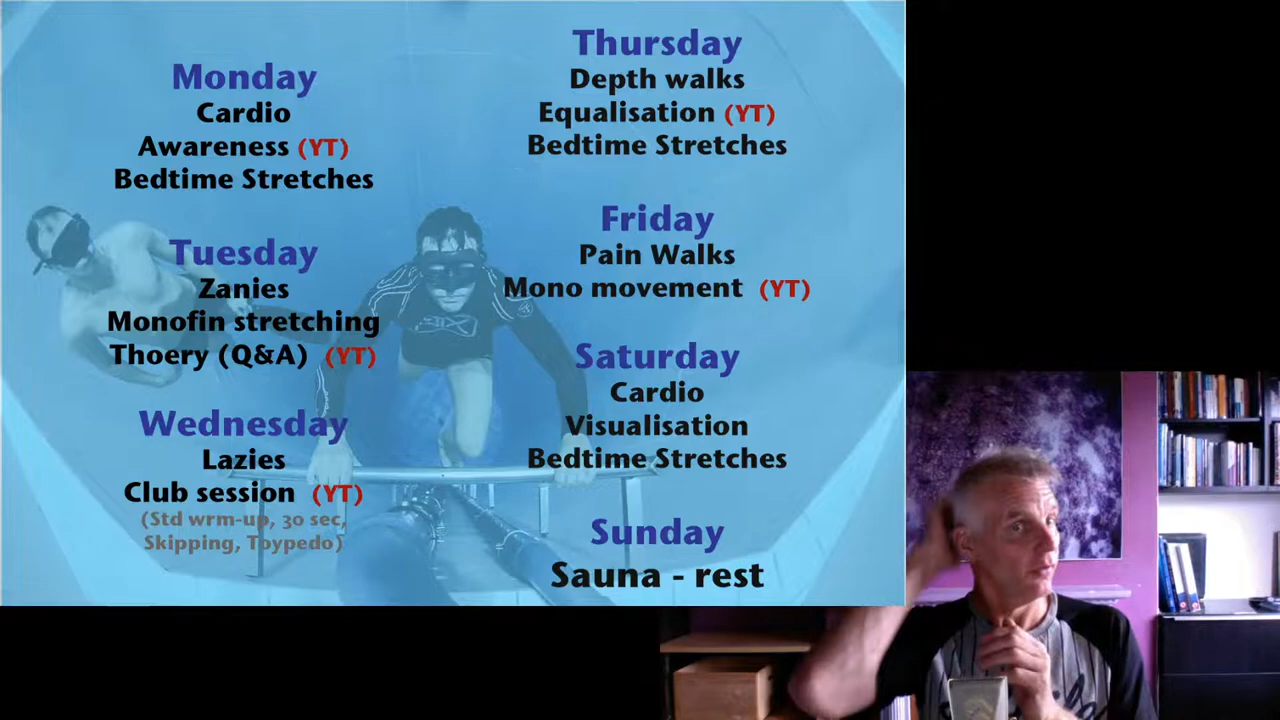 Monday
Cardio
Awareness (YT)
Bedtime Stretches
Tuesday
Zanies
Monofin stretching
Thoery (Q&A) (YT)
Wednesday
Lazies
Club session (YT)
(Std wrm-up, 30 sec,
Skipping, Toypedo)
Thursday
Depth walks
Equalisation (YT)
Bedtime Stretches
Friday
Pain Walks
Mono movement (YT)
Saturday
Cardio
Visualisation
Bedtime Stretches
Sunday
Sauna - rest